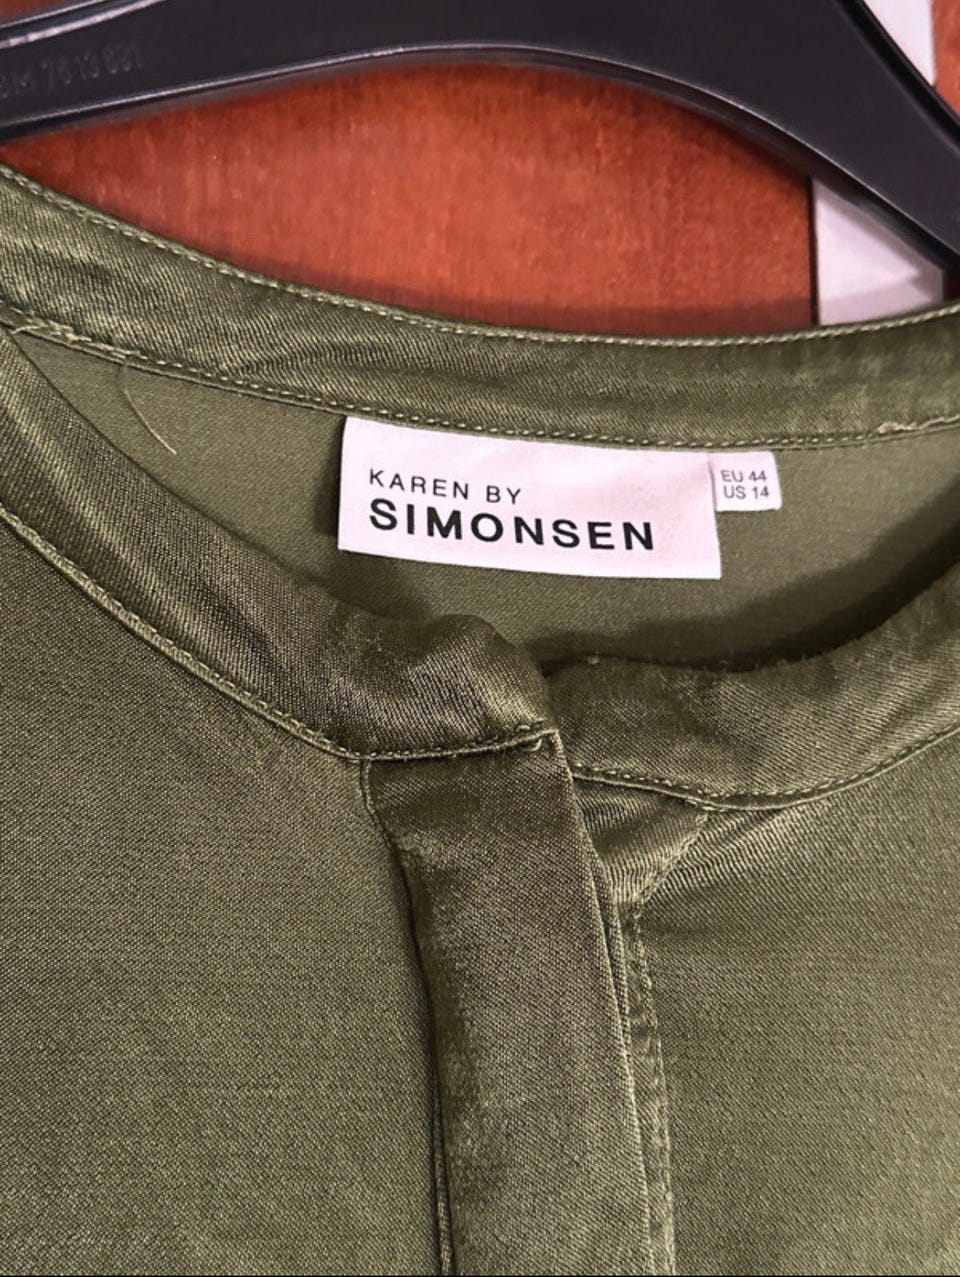 KAREN BY
SIMONSEN
EU 44
US 14